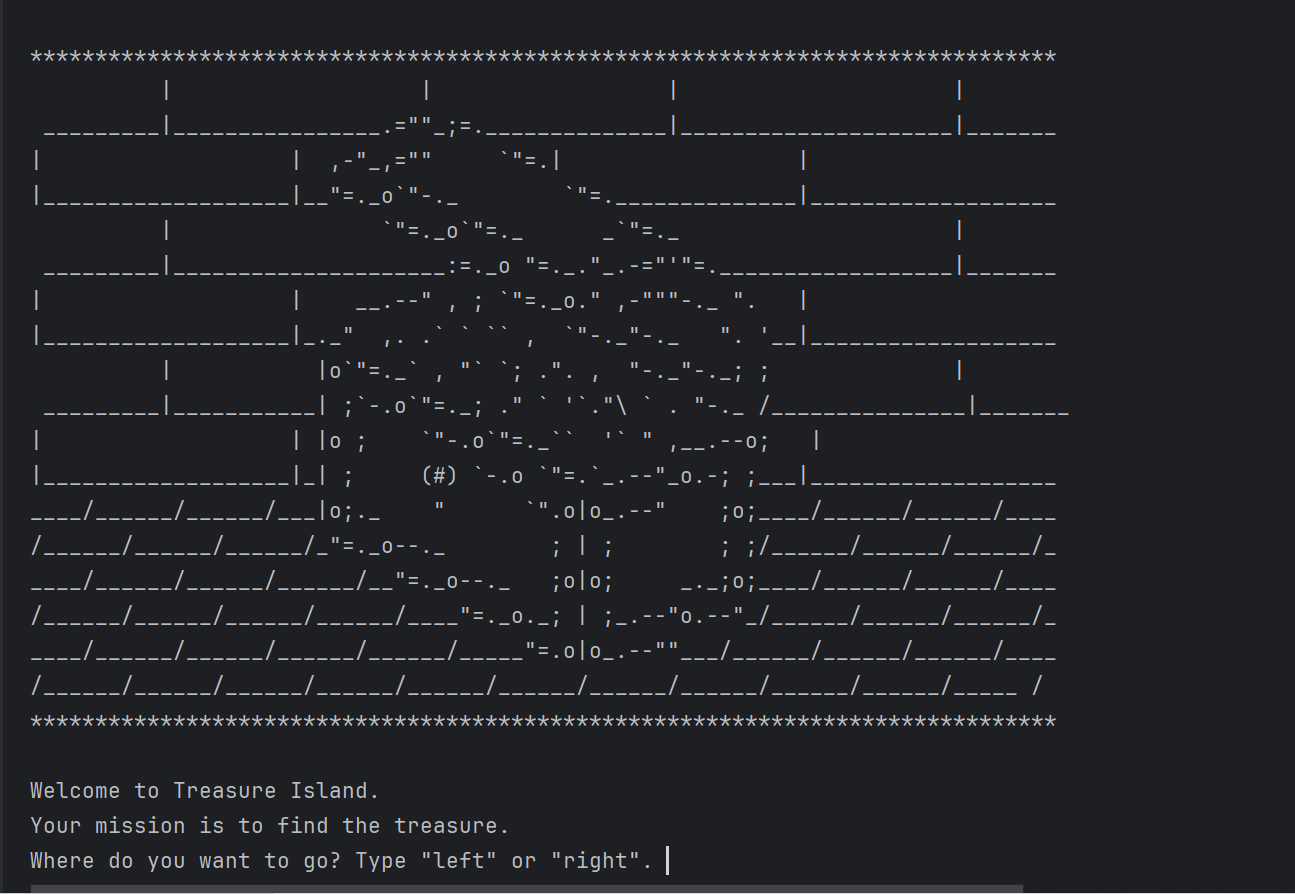 *******************************************************************************
          |                   |                  |                     |
 _________|________________.=""_;=.______________|_____________________|_______
|                   |  ,-"_,=""     `"=.|                  |
|___________________|__"=._o`"-._        `"=.______________|___________________
          |                `"=._o`"=._      _`"=._                     |
 _________|_____________________:=._o "=._."_.-="'"=.__________________|_______
|                   |    __.--" , ; `"=._o." ,-"""-._ ".   |
|___________________|_._"  ,. .` ` `` ,  `"-._"-._   ". '__|___________________
          |           |o`"=._` , "` `; .". ,  "-._"-._; ;              |
 _________|___________| ;`-.o`"=._; ." ` '`."\ ` . "-._ /_______________|_______
|                   | |o ;    `"-.o`"=._``  '` " ,__.--o;   |
|___________________|_| ;     (#) `-.o `"=.`_.--"_o.-; ;___|___________________
____/______/______/___|o;._    "      `".o|o_.--"    ;o;____/______/______/____
/______/______/______/_"=._o--._        ; | ;        ; ;/______/______/______/_
____/______/______/______/__"=._o--._   ;o|o;     _._;o;____/______/______/____
/______/______/______/______/____"=._o._; | ;_.--"o.--"_/______/______/______/_
____/______/______/______/______/_____"=.o|o_.--""___/______/______/______/____
/______/______/______/______/______/______/______/______/______/______/_____ /
*******************************************************************************
Welcome to Treasure Island.
Your mission is to find the treasure.
Where do you want to go? Type "left" or "right".